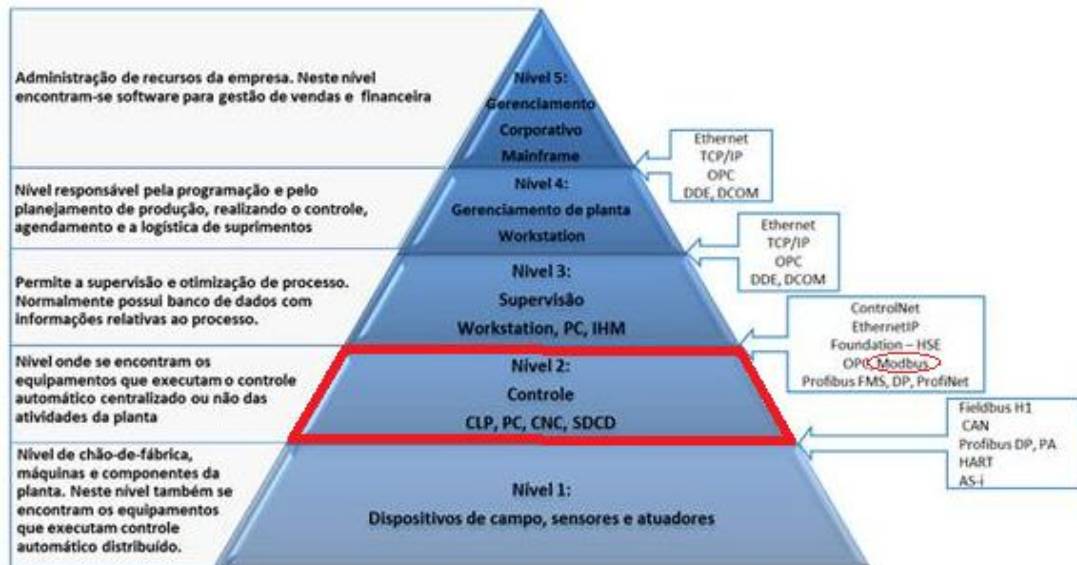 Administração de recursos da empresa. Neste nível
encontram-se software para gestão de vendas e financeira
Nível 5:
Gerenciamento
Corporativo
Mainframe
Ethernet
TCP/IP
OPC
DDE, DCOM
Nível responsável pela programação e pelo
planejamento de produção, realizando o controle,
agendamento e a logística de suprimentos
Nível 4:
Gerenciamento de planta
Workstation
Ethernet
TCP/IP
OPC
DDE, DCOM
Permite a supervisão e otimização de processo.
Normalmente possui banco de dados com
informações relativas ao processo.
Nível 3:
Supervisão
Workstation, PC, IHM
ControlNet
EthernetIP
Foundation – HSE
OPC, Modbus
Profibus FMS, DP, ProfiNet
Nível onde se encontram os
equipamentos que executam o controle
automático centralizado ou não das
atividades da planta
Nível 2:
Controle
CLP, PC, CNC, SDCD
Fieldbus H1
CAN
Profibus DP, PA
HART
AS-i
Nível de chão-de-fábrica,
máquinas e componentes da
planta. Neste nível também se
encontram os equipamentos
que executam controle
automático distribuído.
Nível 1:
Dispositivos de campo, sensores e atuadores